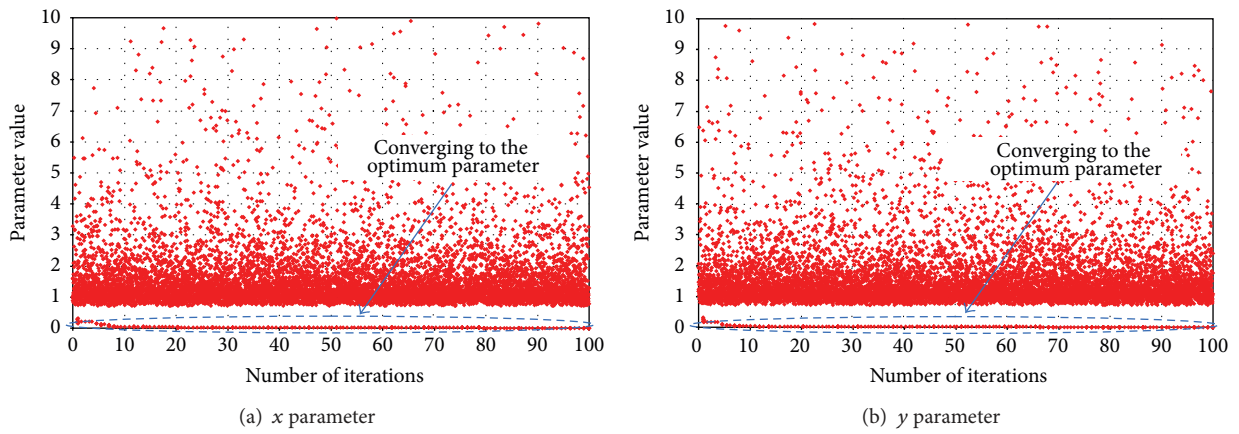 10
9
8
7
6
5
4
3
2
1
0
Parameter value
Converging to the
optimum parameter
0 10 20 30 40 50 60 70 80 90 100
Number of iterations
(a) x parameter
10
9
8
7
6
5
4
3
2
1
0
Parameter value
Converging to the
optimum parameter
0 10 20 30 40 50 60 70 80 90 100
Number of iterations
(b) y parameter